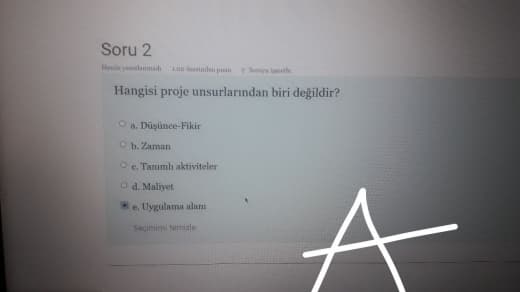 Soru 2
Henüz yanıtlanmadı 1,00 üzerinden puan Soruyu işaretle
Hangisi proje unsurlarından biri değildir?
a. Düşünce-Fikir
b. Zaman
c. Tanımlı aktiviteler
d. Maliyet
e. Uygulama alanı
Seçimimi temizle
A